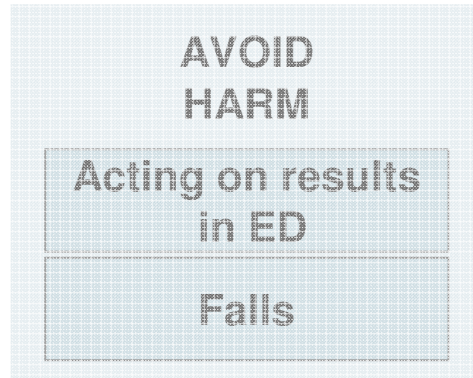 AVOID
HARM
Acting on results
in ED
Falls